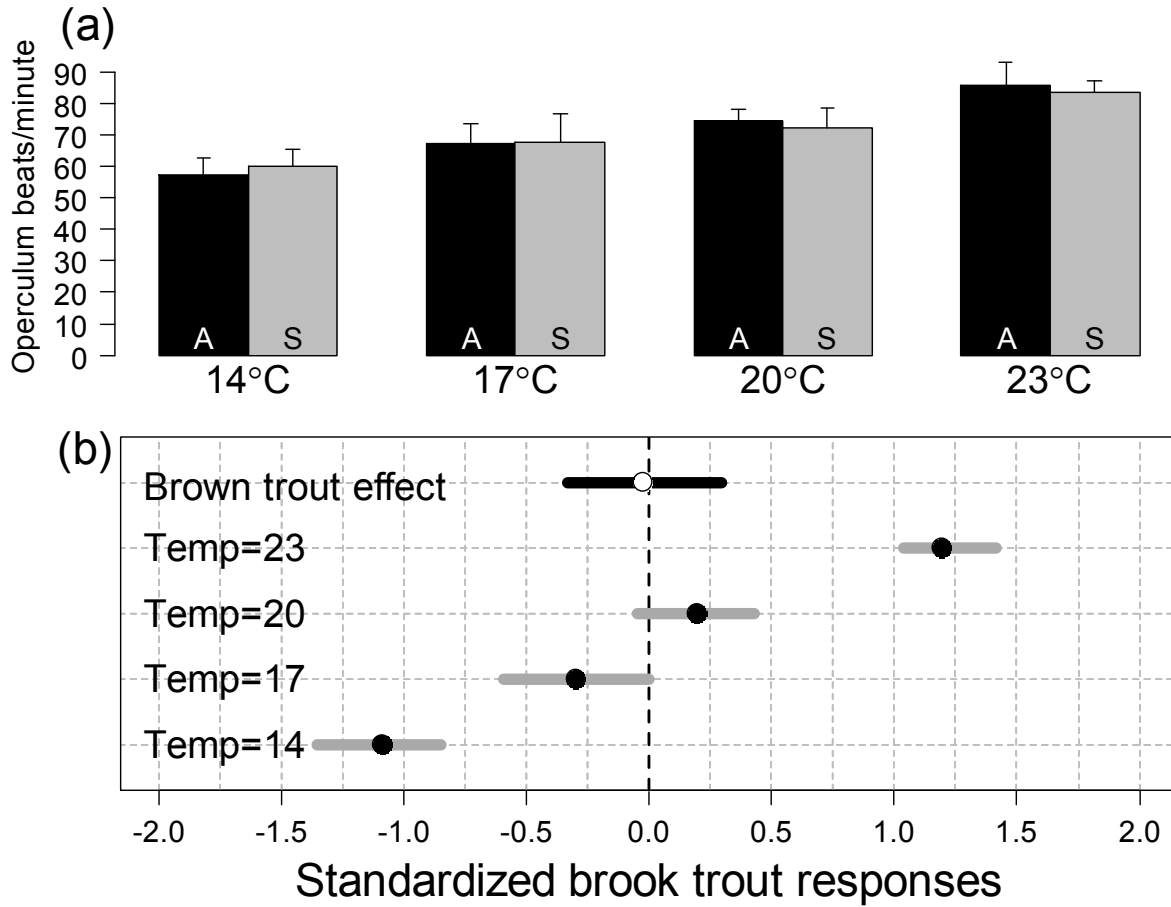 (a)
Operculum beats/minute
90
80
70
60
50
40
30
20
10
0
A S A S A S A S
14°C 17°C 20°C 23°C
(b)
Brown trout effect
Temp=23
Temp=20
Temp=17
Temp=14
-2.0 -1.5 -1.0 -0.5 0.0 0.5 1.0 1.5 2.0
Standardized brook trout responses